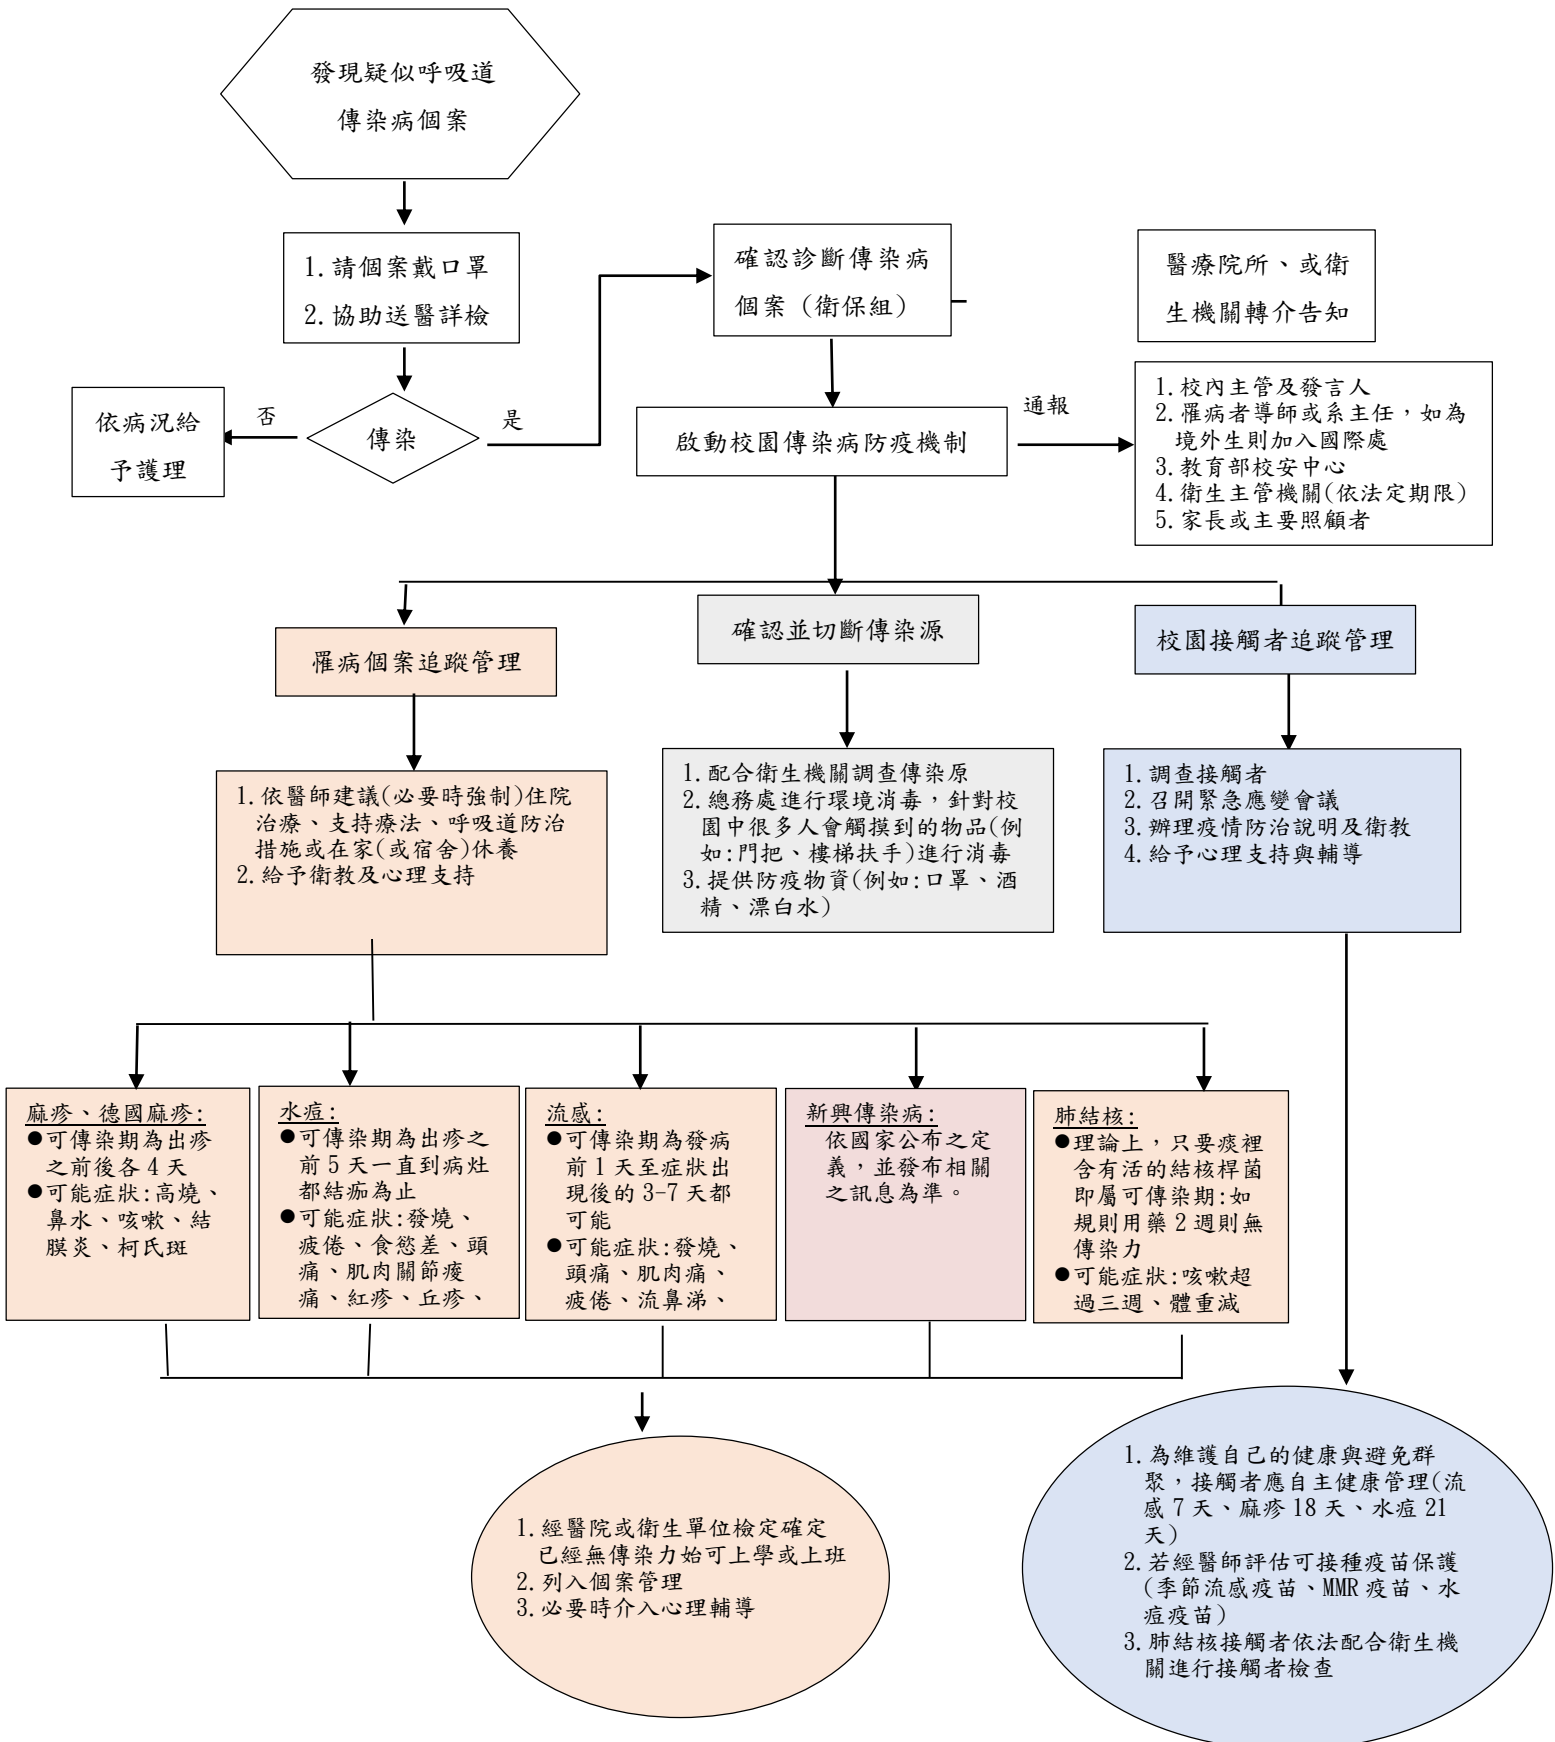 發現疑似呼吸道
傳染病個案
1.請個案戴口罩
2.協助送醫詳檢
確認診斷傳染病
個案（衛保組）
醫療院所、或衛
生機關轉介告知
傳染
否
是
依病況給
予護理
啟動校園傳染病防疫機制
通報
1.校內主管及發言人
2.罹病者導師或系主任，如為
境外生則加入國際處
3.教育部校安中心
4.衛生主管機關(依法定期限)
5.家長或主要照顧者
罹病個案追蹤管理
確認並切斷傳染源
校園接觸者追蹤管理
1.依醫師建議(必要時強制)住院
治療、支持療法、呼吸道防治
措施或在家(或宿舍)休養
2.給予衛教及心理支持
1.配合衛生機關調查傳染原
2.總務處進行環境消毒，針對校
園中很多人會觸摸到的物品(例
如:門把、樓梯扶手)進行消毒
3.提供防疫物資(例如:口罩、酒
精、漂白水)
1.調查接觸者
2.召開緊急應變會議
3.辦理疫情防治說明及衛教
4.給予心理支持與輔導
麻疹、德國麻疹:
●可傳染期為出疹
之前後各 4 天
●可能症狀:高燒、
鼻水、咳嗽、結
膜炎、柯氏斑
水痘:
●可傳染期為出疹之
前 5 天一直到病灶
都結痂為止
●可能症狀:發燒、
疲倦、食慾差、頭
痛、肌肉關節痠
痛、紅疹、丘疹、
流感:
●可傳染期為發病
前 1 天至症狀出
現後的 3-7 天都
可能
●可能症狀:發燒、
頭痛、肌肉痛、
疲倦、流鼻涕、
新興傳染病:
依國家公布之定
義，並發布相關
之訊息為準。
肺結核:
●理論上，只要痰裡
含有活的結核桿菌
即屬可傳染期:如
規則用藥 2 週則無
傳染力
●可能症狀:咳嗽超
過三週、體重減
1.經醫院或衛生單位檢定確定
已經無傳染力始可上學或上班
2.列入個案管理
3.必要時介入心理輔導
1.為維護自己的健康與避免群
聚，接觸者應自主健康管理(流
感 7 天、麻疹 18 天、水痘 21
天)
2.若經醫師評估可接種疫苗保護
(季節流感疫苗、MMR 疫苗、水
痘疫苗)
3.肺結核接觸者依法配合衛生機
關進行接觸者檢查